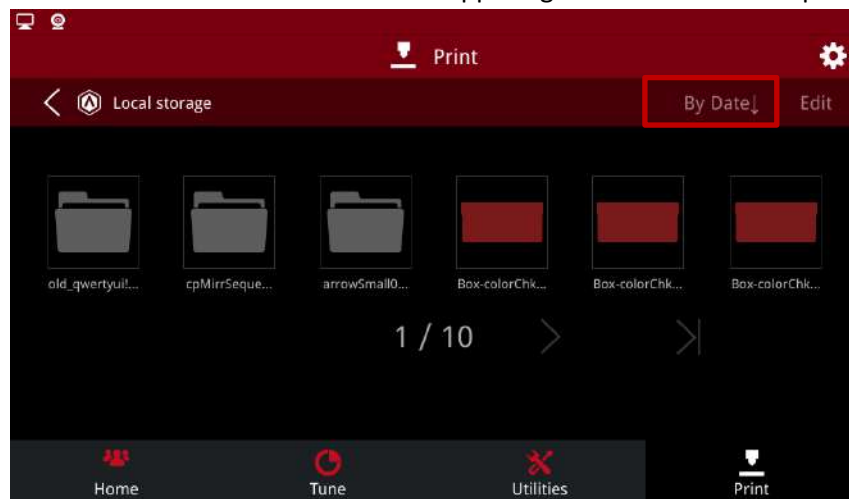 Print
Local storage
By Date↓
Edit
old_qwertyui!...
cpMirrSeque...
arrowSmall0...
Box-colorChk...
Box-colorChk...
Box-colorChk...
1 / 10
Home
Tune
Utilities
Print